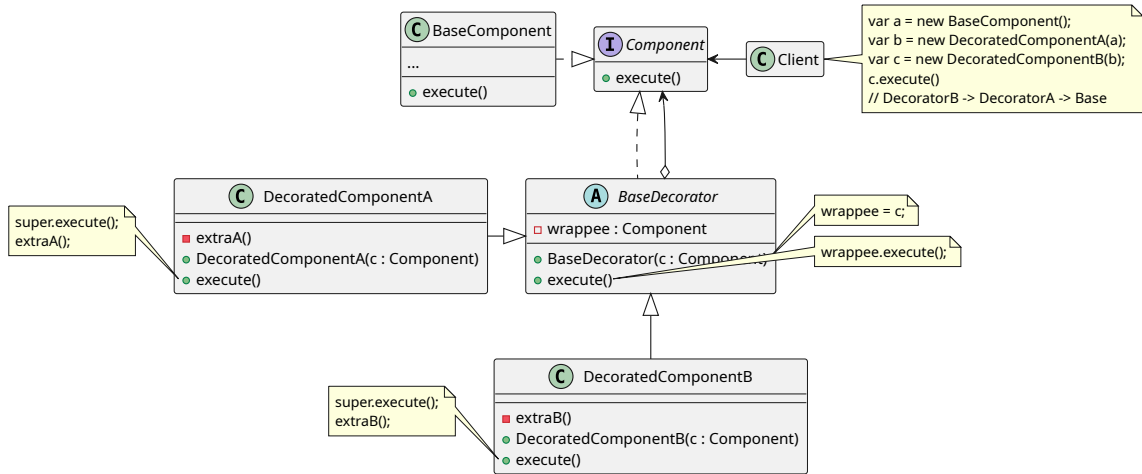 C BaseComponent
...
execute()
I Component
execute()
C Client
var a = new BaseComponent();
var b = new DecoratedComponentA(a);
var c = new DecoratedComponentB(b);
c.execute()
// DecoratorB -> DecoratorA -> Base
super.execute();
extraA();
C DecoratedComponentA
extraA()
DecoratedComponentA(c : Component)
execute()
A BaseDecorator
wrappee : Component
BaseDecorator(c : Component)
execute()
wrappee = c;
wrappee.execute();
super.execute();
extraB();
C DecoratedComponentB
extraB()
DecoratedComponentB(c : Component)
execute()